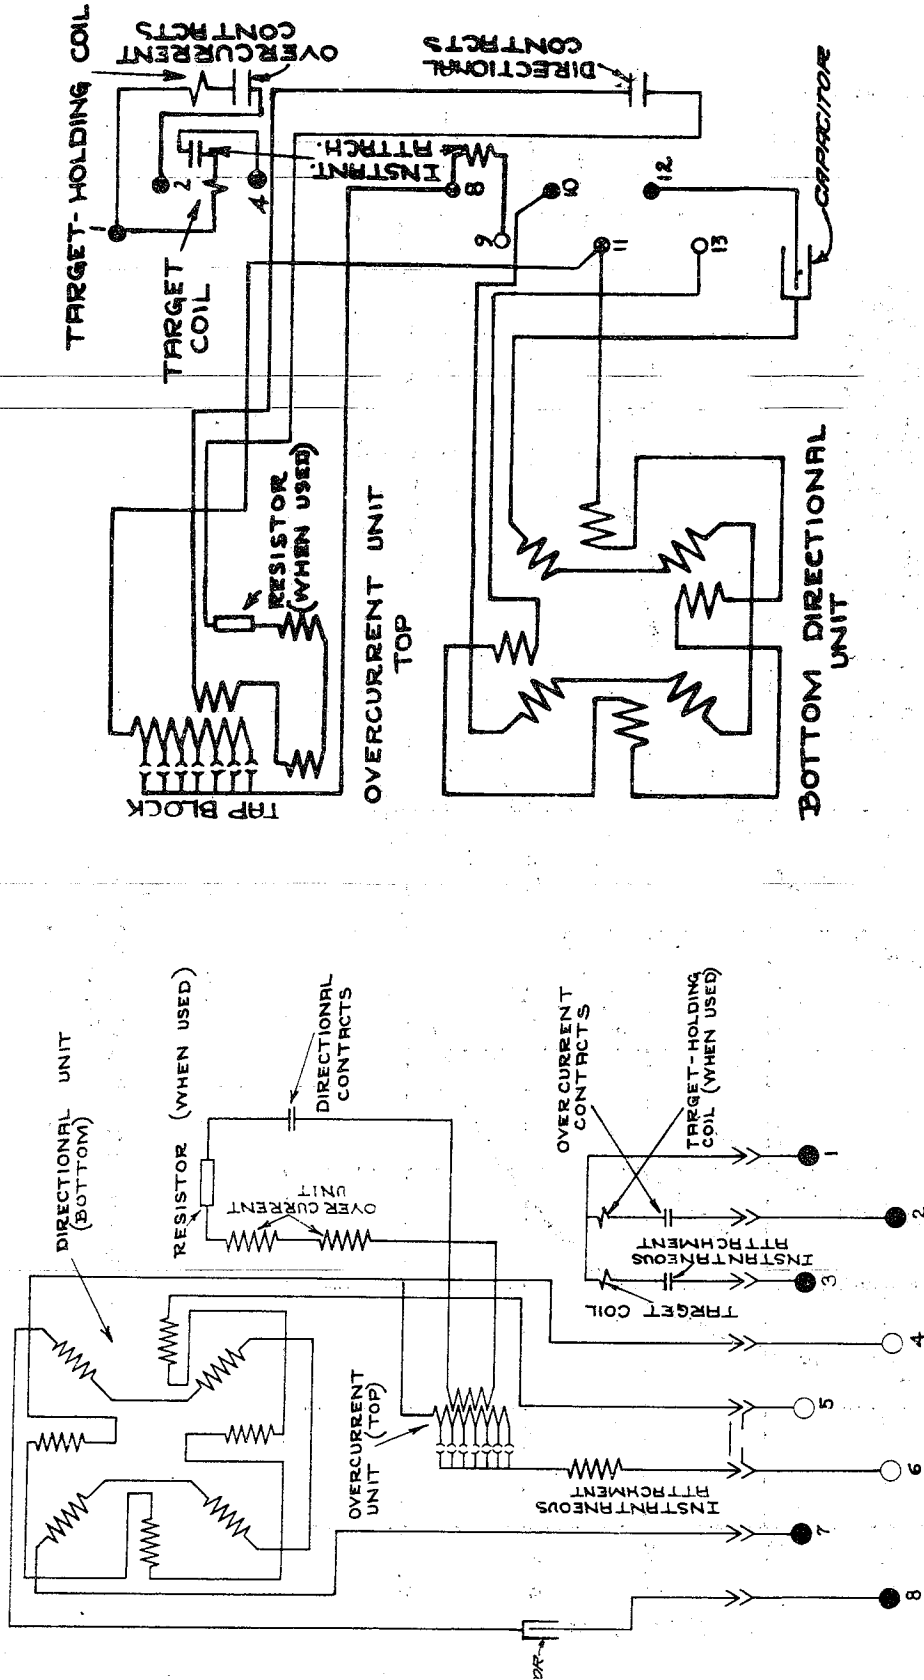 TARGET-HOLDING COIL
OVERCURRENT
CONTACTS
TARGET
COIL
INSTANT.
ATTACH.
DIRECTIONAL
CONTACTS
1
2
4
8
9
10
11
12
13
CAPACITOR
RESISTOR
(WHEN USED)
TAP BLOCK
OVERCURRENT UNIT
TOP
BOTTOM DIRECTIONAL
UNIT
DIRECTIONAL UNIT
(BOTTOM)
RESISTOR (WHEN USED)
OVERCURRENT
UNIT
DIRECTIONAL
CONTACTS
OVERCURRENT
UNIT (TOP)
OVERCURRENT
CONTACTS
TARGET-HOLDING
COIL (WHEN USED)
INSTANTANEOUS
ATTACHMENT
TARGET COIL
INSTANTANEOUS
ATTACHMENT
1
2
3
4
5
6
7
8
OR